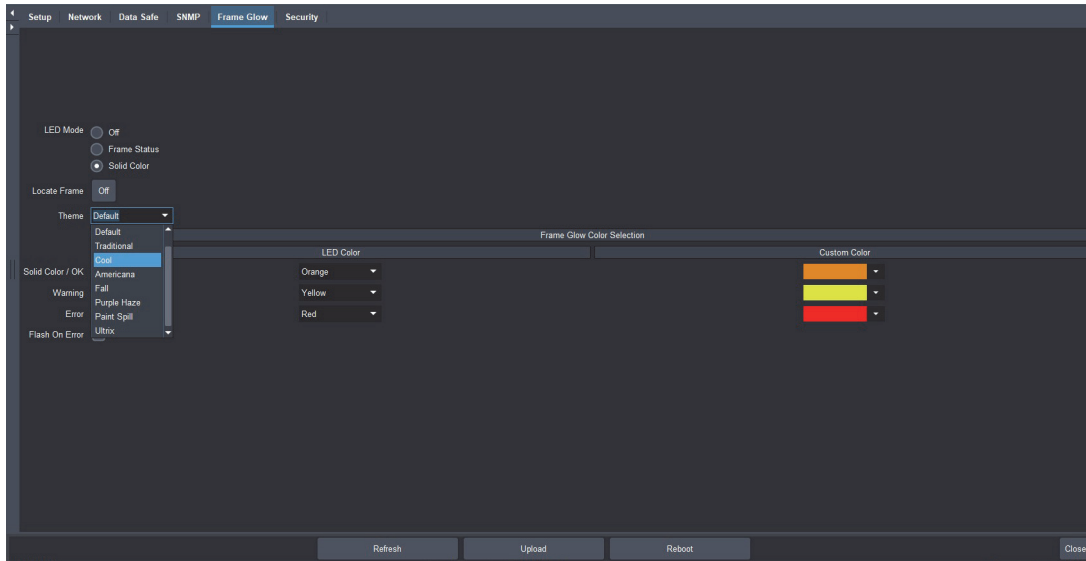 Setup Network Data Safe SNMP Frame Glow Security
LED Mode Off
Frame Status
Solid Color
Locate Frame Off
Theme Default
Default
Traditional
Cool
Americana
Fall
Purple Haze
Paint Spill
Ultrix
Frame Glow Color Selection
LED Color Custom Color
Solid Color / OK Orange
Warning Yellow
Error Red
Flash On Error
Refresh Upload Reboot Close